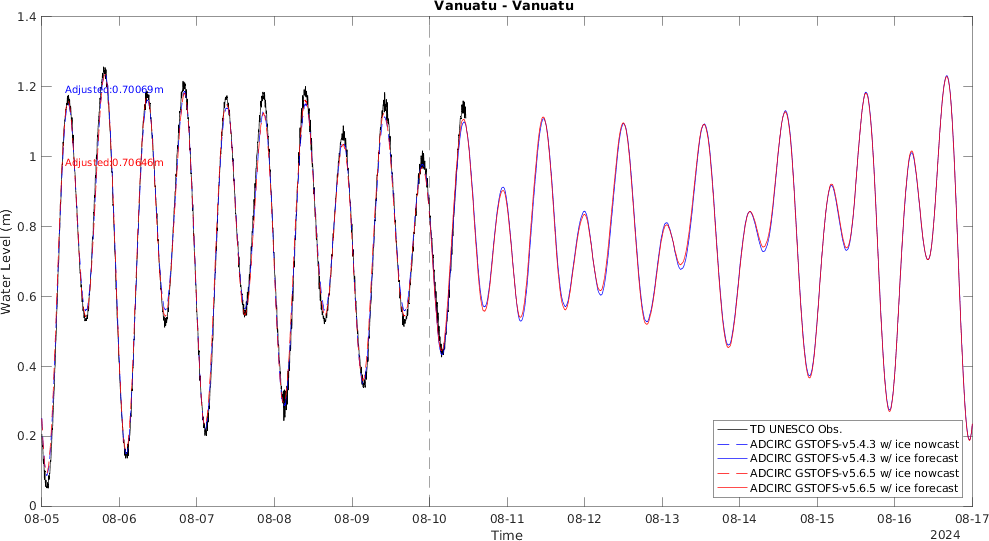 Vanuatu - Vanuatu
1.4
1.2
1
0.8
0.6
0.4
0.2
0
Water Level (m)
Adjusted:0.70069m
Adjusted:0.70646m
TD UNESCO Obs.
ADCIRC GSTOFS-v5.4.3 w/ ice nowcast
ADCIRC GSTOFS-v5.4.3 w/ ice forecast
ADCIRC GSTOFS-v5.6.5 w/ ice nowcast
ADCIRC GSTOFS-v5.6.5 w/ ice forecast
08-05 08-06 08-07 08-08 08-09 08-10 08-11 08-12 08-13 08-14 08-15 08-16 08-17
Time
2024